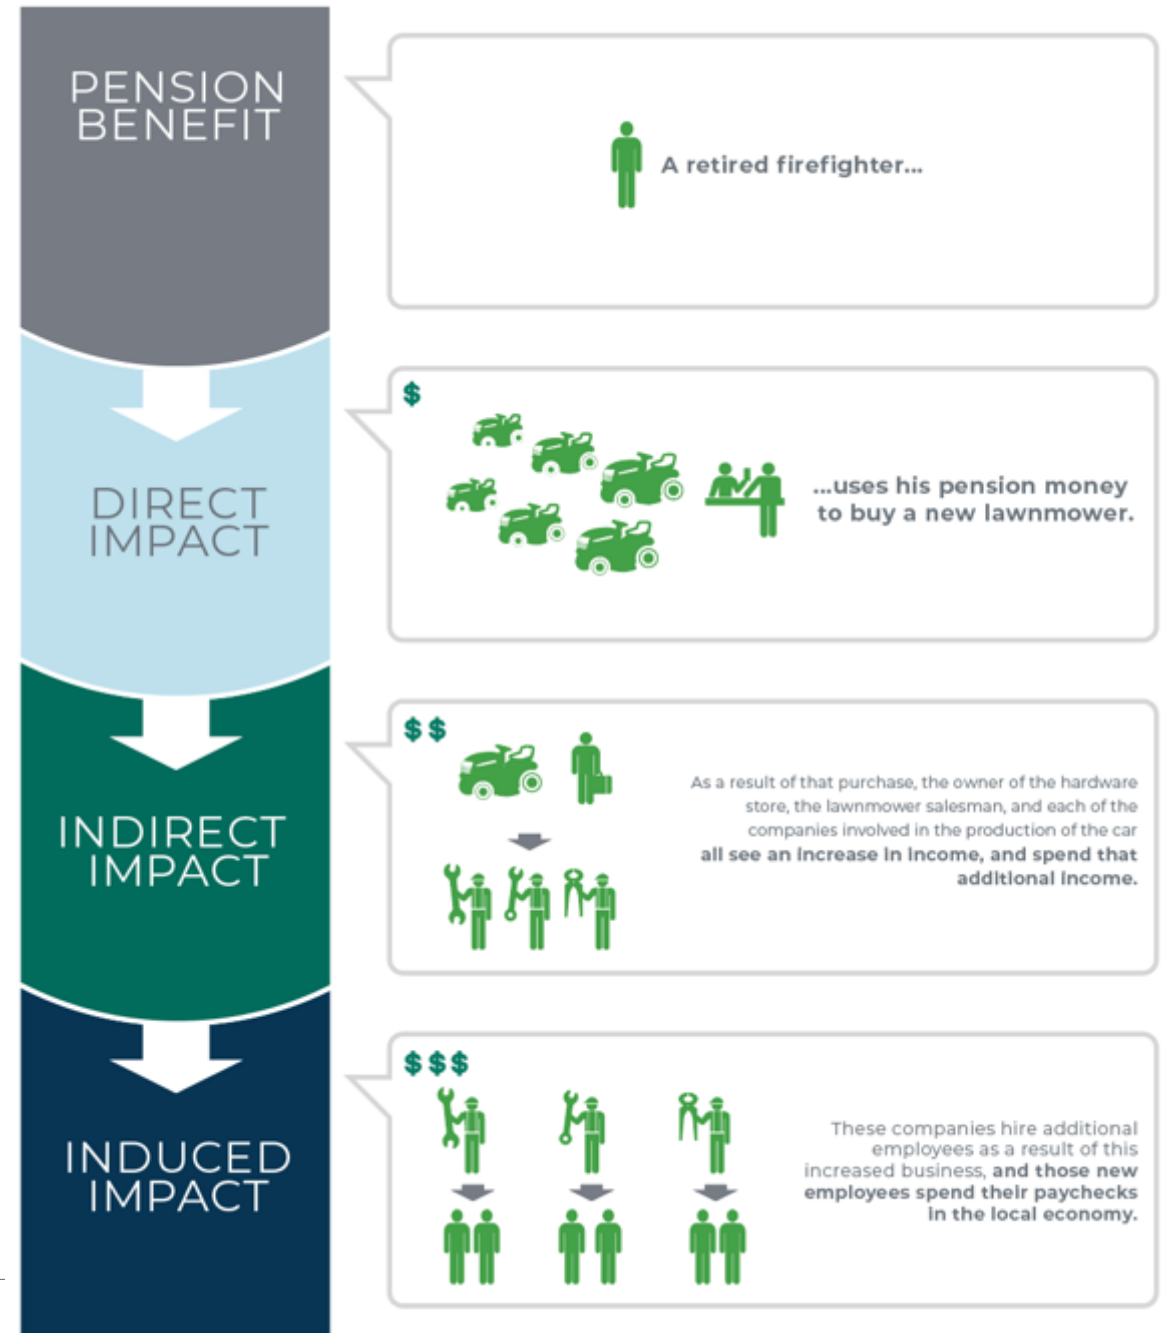 PENSION
BENEFIT
A retired firefighter...
DIRECT
IMPACT
$
...uses his pension money
to buy a new lawnmower.
INDIRECT
IMPACT
$$
As a result of that purchase, the owner of the hardware
store, the lawnmower salesman, and each of the
companies involved in the production of the car
all see an increase in income, and spend that
additional income.
INDUCED
IMPACT
$$$
These companies hire additional
employees as a result of this
increased business, and those new
employees spend their paychecks
in the local economy.